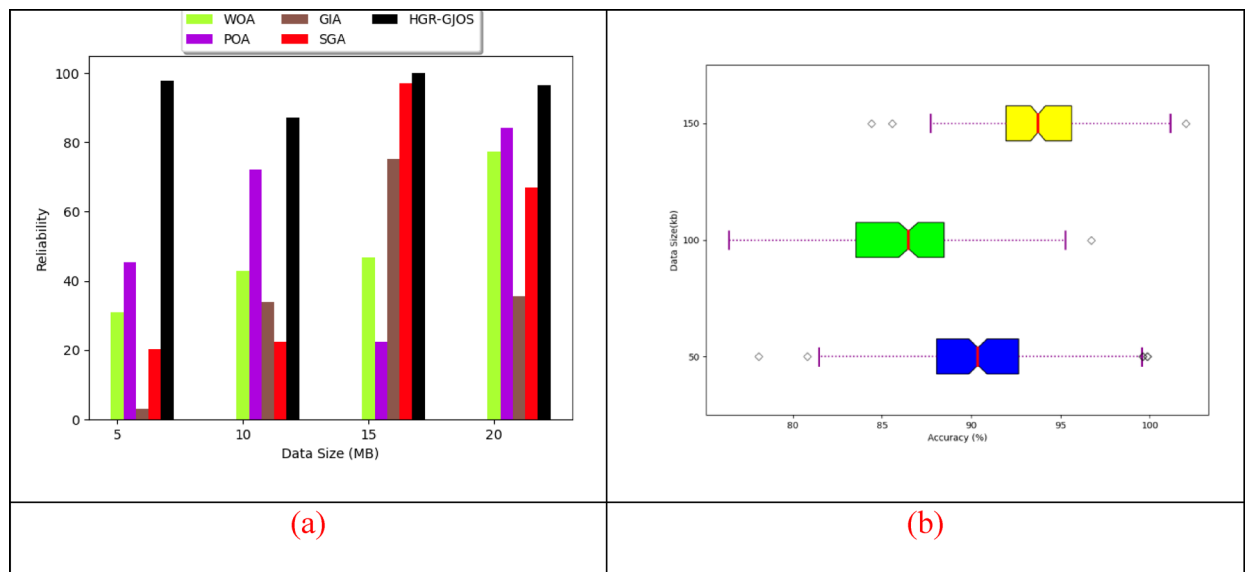 WOA GIA HGR-GJOS
POA SGA
100
80
60
40
20
0
Reliability
5 10 15 20
Data Size (MB)
150
100
50
Data Size(kb)
80 85 90 95 100
Accuracy (%)
(a) (b)